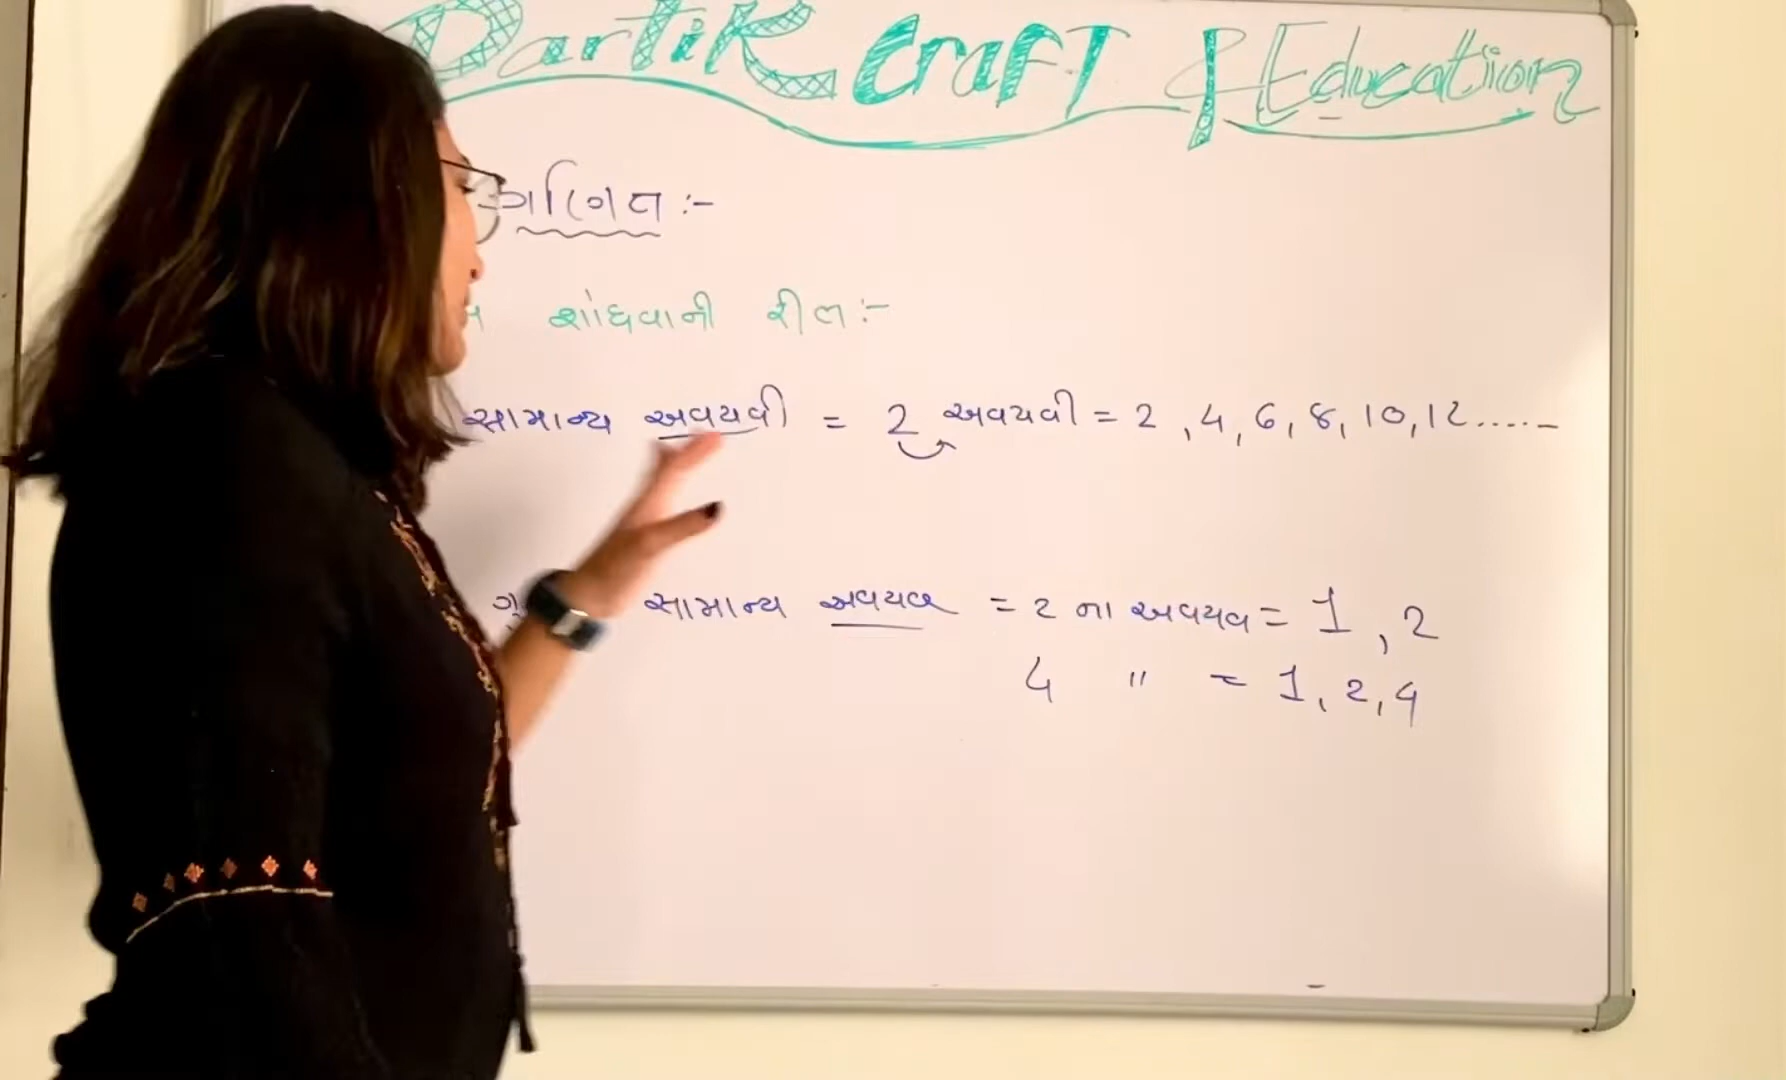 Partik Craft & Education
ગણિત :-
શોધવાની રીત :-
સામાન્ય અવયવી = 2 અવયવી = 2, 4, 6, 8, 10, 12.....
સામાન્ય અવયવ = 2 ના અવયવ = 1, 2
4 " = 1, 2, 4